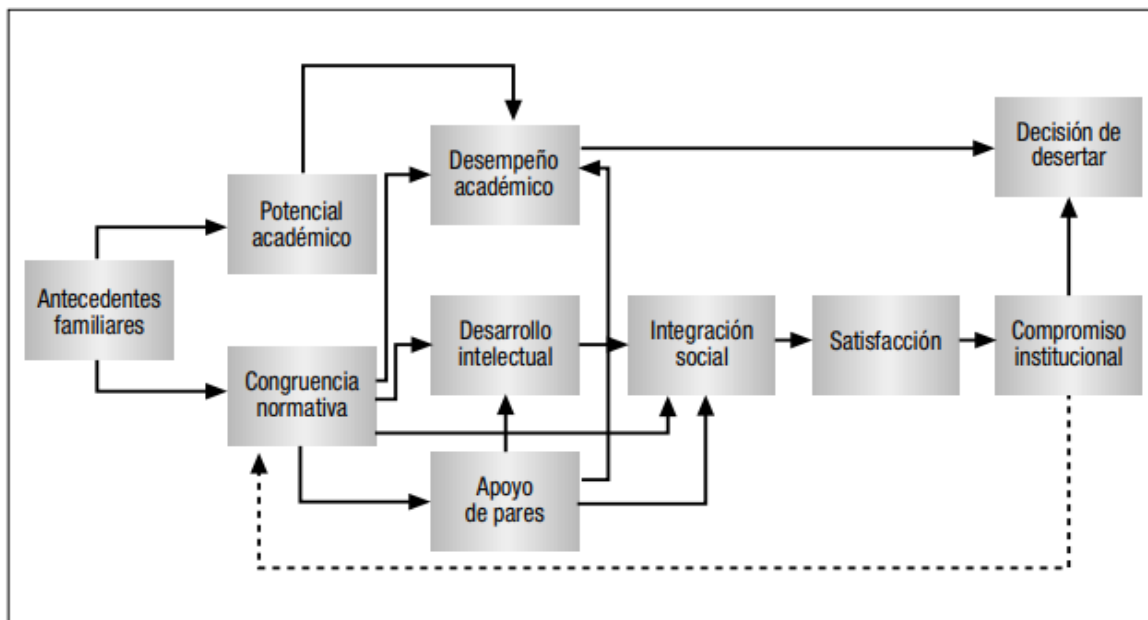 Desempeño
académico
Decisión de
desertar
Potencial
académico
Antecedentes
familiares
Desarrollo
intelectual
Integración
social
Satisfacción
Compromiso
institucional
Congruencia
normativa
Apoyo
de pares